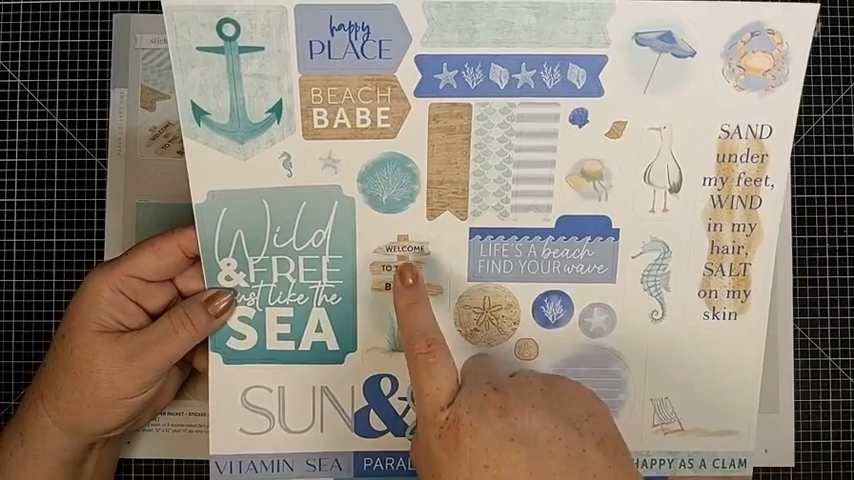 happy
PLACE
BEACH
BABE
SAND
under
my feet,
WIND
in my
hair,
SALT
on my
skin
Wild
& FREE
just like the
SEA
WELCOME
LIFE'S A beach
FIND YOUR wave
SUN &
VITAMIN SEA
HAPPY AS A CLAM